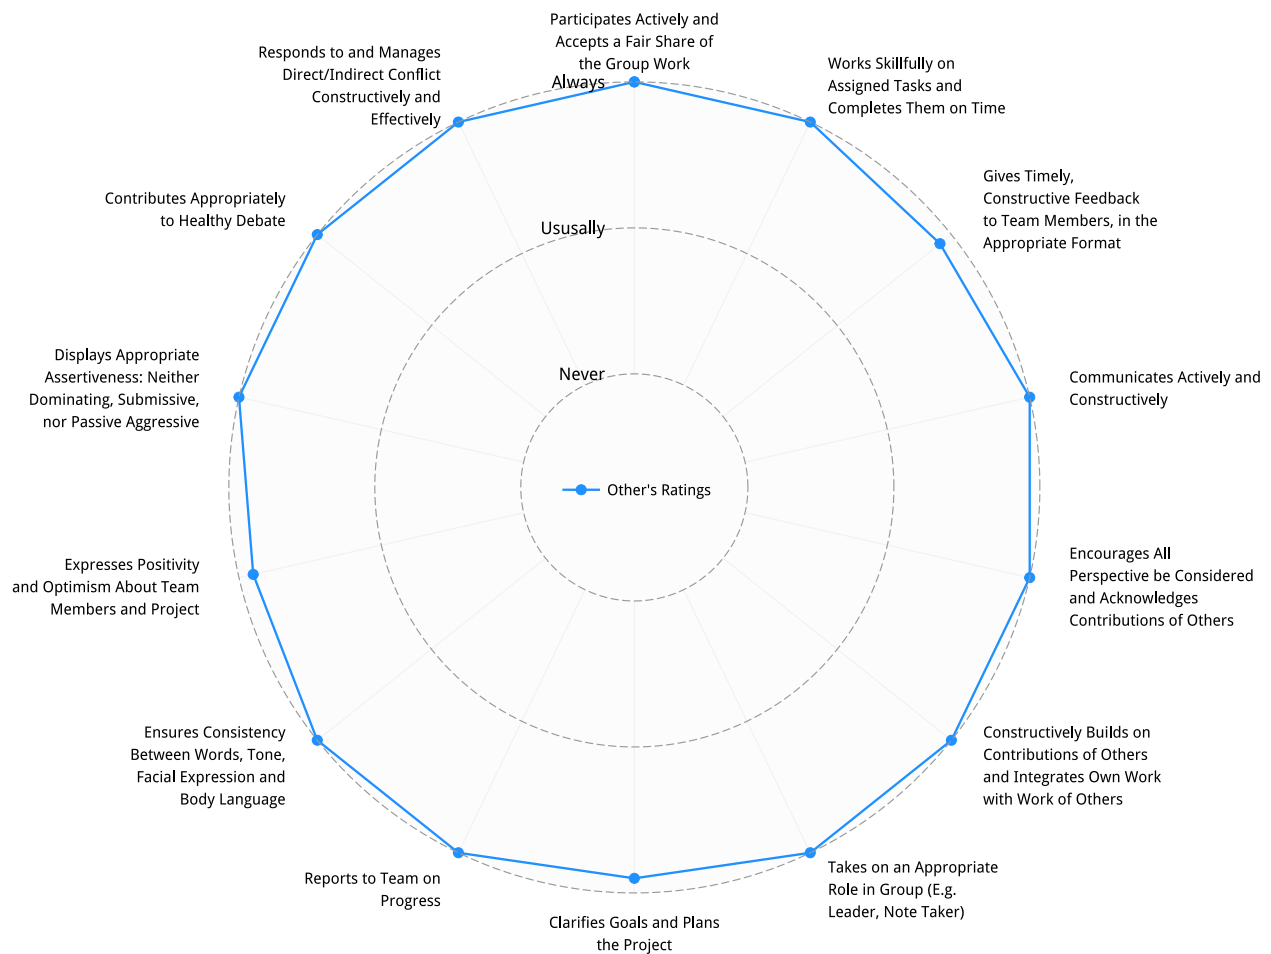 Participates Actively and
Accepts a Fair Share of
the Group Work
Works Skillfully on
Assigned Tasks and
Completes Them on Time
Gives Timely,
Constructive Feedback
to Team Members, in the
Appropriate Format
Communicates Actively and
Constructively
Encourages All
Perspective be Considered
and Acknowledges
Contributions of Others
Constructively Builds on
Contributions of Others
and Integrates Own Work
with Work of Others
Takes on an Appropriate
Role in Group (E.g.
Leader, Note Taker)
Clarifies Goals and Plans
the Project
Reports to Team on
Progress
Ensures Consistency
Between Words, Tone,
Facial Expression and
Body Language
Expresses Positivity
and Optimism About Team
Members and Project
Displays Appropriate
Assertiveness: Neither
Dominating, Submissive,
nor Passive Aggressive
Contributes Appropriately
to Healthy Debate
Responds to and Manages
Direct/Indirect Conflict
Constructively and
Effectively
Always
Ususally
Never
Other's Ratings